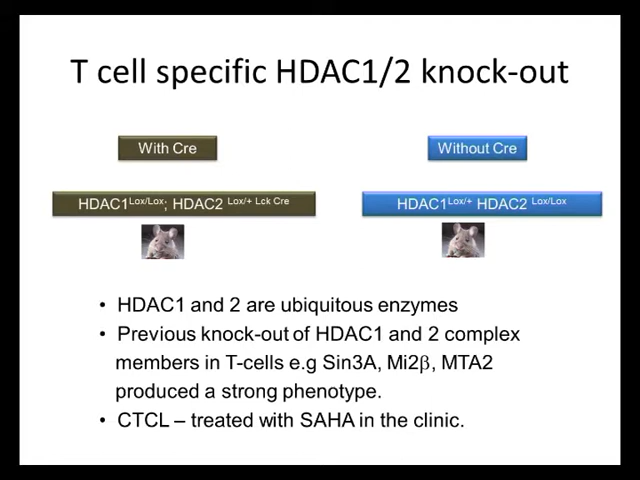 T cell specific HDAC1/2 knock-out
With Cre
Without Cre
HDAC1Lox/Lox; HDAC2 Lox/+ Lck Cre
HDAC1Lox/+ HDAC2 Lox/Lox
• HDAC1 and 2 are ubiquitous enzymes
• Previous knock-out of HDAC1 and 2 complex
members in T-cells e.g Sin3A, Mi2β, MTA2
produced a strong phenotype.
• CTCL – treated with SAHA in the clinic.